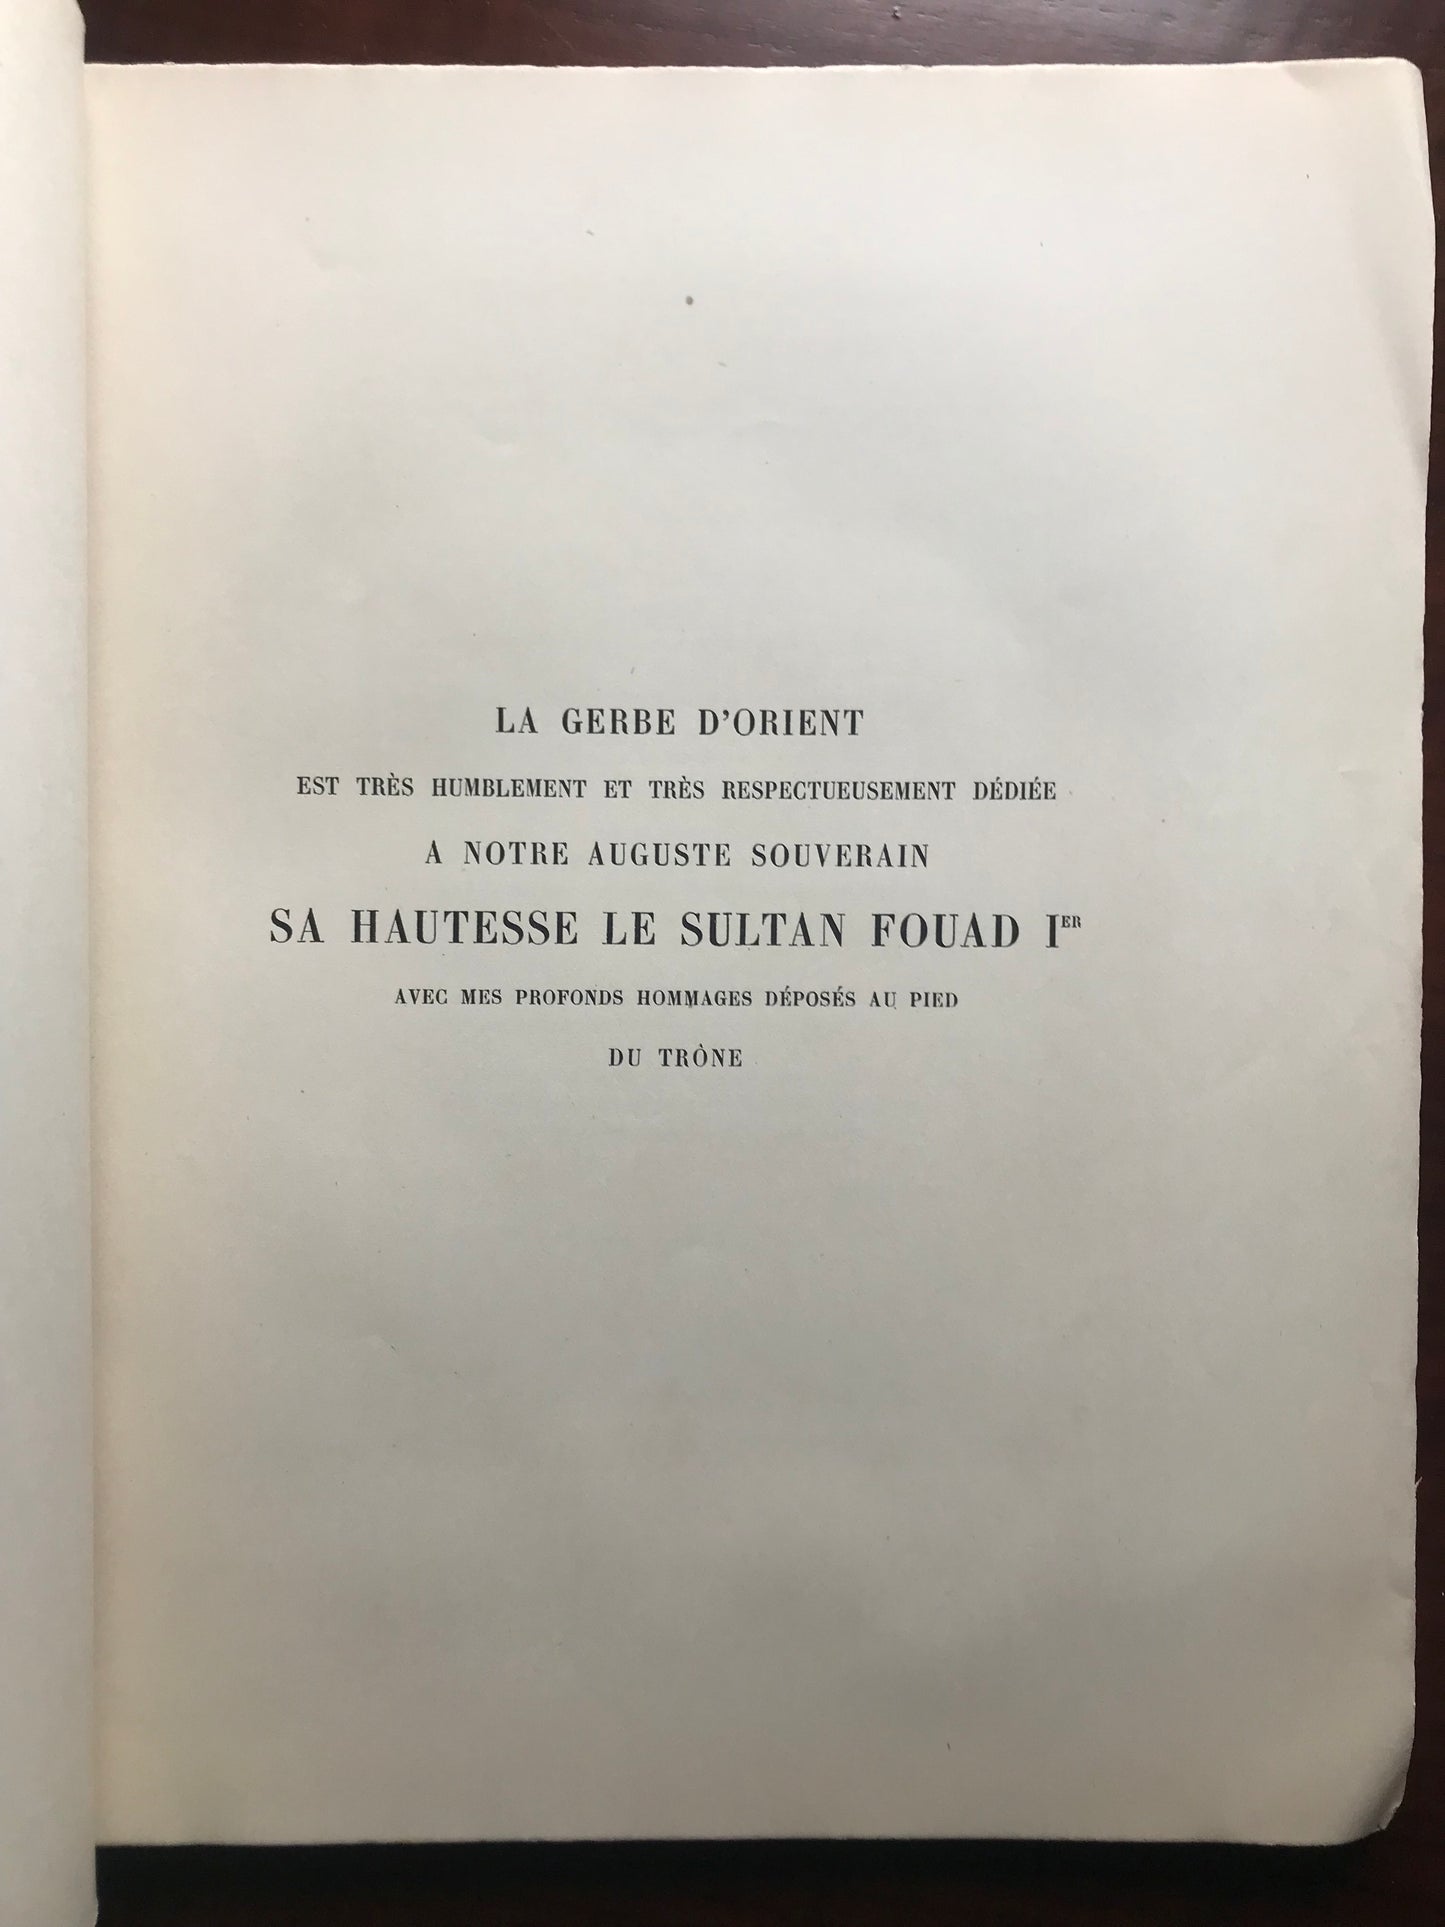 LA GERBE D'ORIENT
EST TRÈS HUMBLEMENT ET TRÈS RESPECTUEUSEMENT DÉDIÉE
A NOTRE AUGUSTE SOUVERAIN
SA HAUTESSE LE SULTAN FOUAD IER
AVEC MES PROFONDS HOMMAGES DÉPOSÉS AU PIED
DU TRÔNE